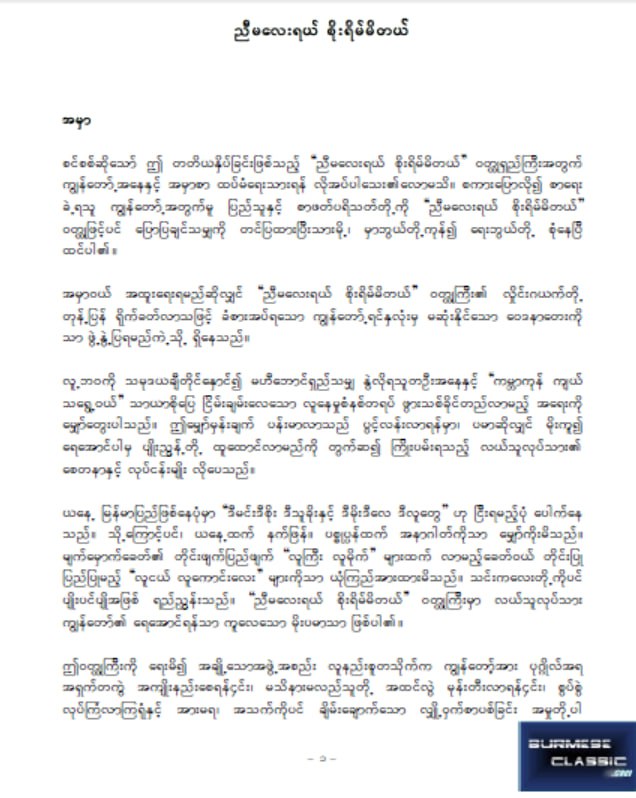 ညီမလေးရယ် စိုးရိမ်မိတယ်
အမှာ
စင်စစ်ဆိုသော် ဤ တတိယနှိပ်ခြင်းဖြစ်သည့် “ညီမလေးရယ် စိုးရိမ်မိတယ်” ဝတ္ထုရှည်ကြီးအတွက်
ကျွန်တော့်အနေနှင့် အမှာစာ ထပ်မံရေးသားရန် လိုအပ်ပါသေး၏လောမသိ။ စကားပြောလို၍ စာရေး
ခဲ့ရသူ ကျွန်တော့်အတွက်မူ ပြည်သူနှင့် စာဖတ်ပရိသတ်တို့ကို “ညီမလေးရယ် စိုးရိမ်မိတယ်”
ဝတ္ထုဖြင့်ပင် ပြောပြချင်သမျှကို တင်ပြထားပြီးသားမို့၊ မှာဘွယ်တို့ကုန်၍ ရေးဘွယ်တို့ စုံနေပြီ
ထင်ပါ၏။
အမှာဝယ် အထူးရေးရမည်ဆိုလျှင် “ညီမလေးရယ် စိုးရိမ်မိတယ်” ဝတ္ထုကြီး၏ လှိုင်းဂယက်တို့
တုန့်ပြန် ရိုက်ခတ်လာသဖြင့် ခံစားအပ်ရသော ကျွန်တော့်ရင်နှလုံးမှ မဆုံးနိုင်သော ဝေဒနာတေးကို
သာ ဖွဲ့နွဲ့ပြရမည်ကဲ့သို့ ရှိနေသည်။
လူ့ဘဝကို သမုဒယချီတိုင်နှောင်၍ မဟီဘောင်ရှည်သမျှ နွဲလိုရသူတဦးအနေနှင့် “ကမ္ဘာကုန် ကျယ်
သရွေ့ဝယ်” သာယာစိုပြေ ငြိမ်းချမ်းလေသော လူနေမှုစံနစ်တရပ် ဖွားသစ်ခိုင်တည်လာမည့် အရေးကို
မျှော်တွေးပါသည်။ ဤမျှော်မှန်းချက် ပန်းမာလာသည် ပွင့်လန်းလာရန်မှာ၊ ပမာဆိုလျှင် မိုးကူ၍
ရေအောင်ပါမှ ပျိုးညွှန့်တို့ ထူထောင်လာမည်ကို တွက်ဆ၍ ကြိုးပမ်းရသည့် လယ်သူလုပ်သား၏
စေတနာနှင့် လုပ်ငန်းမျိုး လိုပေသည်။
ယနေ့ မြန်မာပြည်ဖြစ်နေပုံမှာ “ဒီမင်းဒီစိုး ဒီသူခိုးနှင့် ဒီမိုးဒီလေ ဒီလူတွေ” ဟု ငြီးရမည့်ပုံ ပေါက်နေ
သည်။ သို့ကြောင့်ပင်၊ ယနေ့ထက် နက်ဖြန်။ ပစ္စုပ္ပန်ထက် အနာဂါတ်ကိုသာ မျှော်ကိုးမိသည်။
မျက်မှောက်ခေတ်၏ တိုင်းဖျက်ပြည်ဖျက် “လူကြီး လူမိုက်” များထက် လာမည့်ခေတ်ဝယ် တိုင်းပြု
ပြည်ပြုမည့် “လူငယ် လူကောင်းလေး” များကိုသာ ယုံကြည်အားထားမိသည်။ သင်းကလေးတို့ကိုပင်
ပျိုးပင်ပျိုအဖြစ် ရည်ညွှန်းသည်။ “ညီမလေးရယ် စိုးရိမ်မိတယ်” ဝတ္ထုကြီးမှာ လယ်သူလုပ်သား
ကျွန်တော်၏ ရေအောင်ရန်သာ ကူလေသော မိုးပမာသာ ဖြစ်ပါ၏။
ဤဝတ္ထုကြီးကို ရေးမိ၍ အချို့သောအဖွဲ့အစည်း လူနည်းစုတသိုက်က ကျွန်တော့်အား ပုဂ္ဂိုလ်အရ
အရှက်တကွဲ အကျိုးနည်းစေရန်၎င်း၊ မသိနားမလည်သူတို့ အထင်လွဲ မုန်းတီးလာရန်၎င်း၊ စွပ်စွဲ
လုပ်ကြံလာကြရုံနှင့် အားမရ၊ အသက်ကိုပင် ချိမ်းချောက်သော လျှို့ဝှက်စာပစ်ခြင်း အမှုတို့ပါ
- ၁ -
BURMESE
CLASSIC
.com